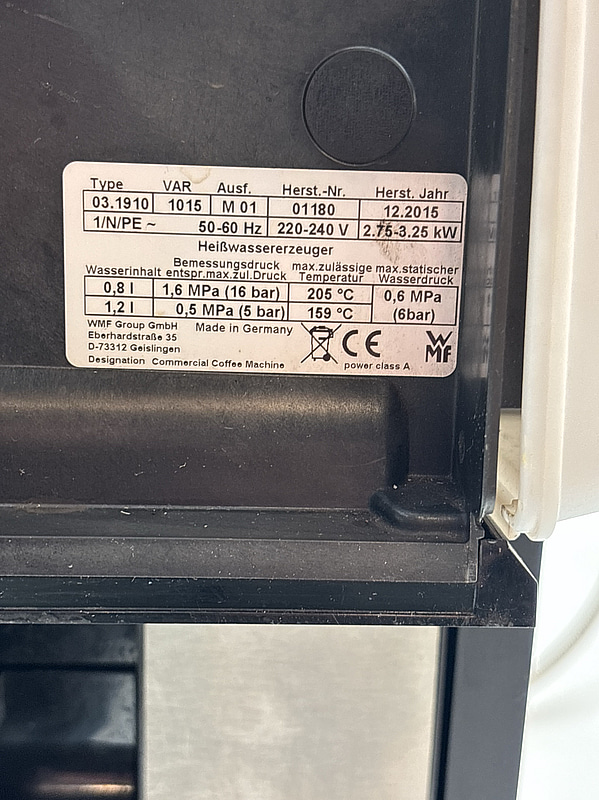 Type VAR Ausf. Herst.-Nr. Herst. Jahr
03.1910 1015 M 01 01180 12.2015
1/N/PE ~ 50-60 Hz 220-240 V 2.75-3.25 kW
Heißwassererzeuger
Bemessungsdruck max.zulässige max.statischer
Wasserinhalt entspr.max.zul.Druck Temperatur Wasserdruck
0,8 l 1,6 MPa (16 bar) 205 °C 0,6 MPa
1,2 l 0,5 MPa (5 bar) 159 °C (6bar)
WMF Group GmbH Made in Germany
Eberhardstraße 35
D-73312 Geislingen
CE
WMF
Designation Commercial Coffee Machine power class A